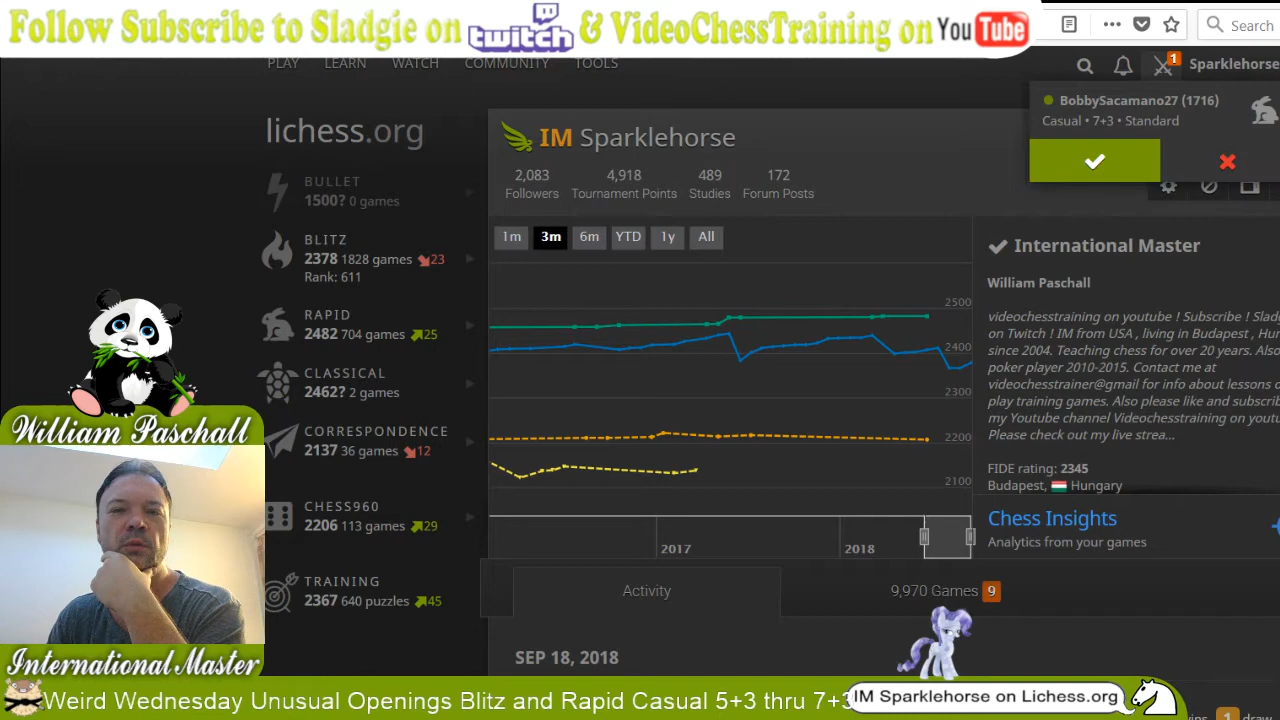 Follow Subscribe to Sladgie on twitch & VideoChessTraining on YouTube
Search
PLAY LEARN WATCH COMMUNITY TOOLS
1
Sparklehorse
BobbySacamano27 (1716)
Casual • 7+3 • Standard
lichess.org
IM Sparklehorse
2,083 4,918 489 172
Followers Tournament Points Studies Forum Posts
BULLET
1500? 0 games
BLITZ
2378 1828 games 23
Rank: 611
RAPID
2482 704 games 25
CLASSICAL
2462? 2 games
CORRESPONDENCE
2137 36 games 12
CHESS960
2206 113 games 29
TRAINING
2367 640 puzzles 45
1m 3m 6m YTD 1y All
2500
2400
2300
2200
2100
2017 2018
International Master
William Paschall
videochesstraining on youtube ! Subscribe ! Sladg
on Twitch ! IM from USA , living in Budapest , Hu
since 2004. Teaching chess for over 20 years. Also
poker player 2010-2015. Contact me at
videochesstrainer@gmail for info about lessons o
play training games. Also please like and subscrib
my Youtube channel Videochesstraining on youtu
Please check out my live strea...
FIDE rating: 2345
Budapest, Hungary
Chess Insights
Analytics from your games
Activity 9,970 Games 9
SEP 18, 2018
William Paschall
International Master
Weird Wednesday Unusual Openings Blitz and Rapid Casual 5+3 thru 7+3
IM Sparklehorse on Lichess.org
1 draw